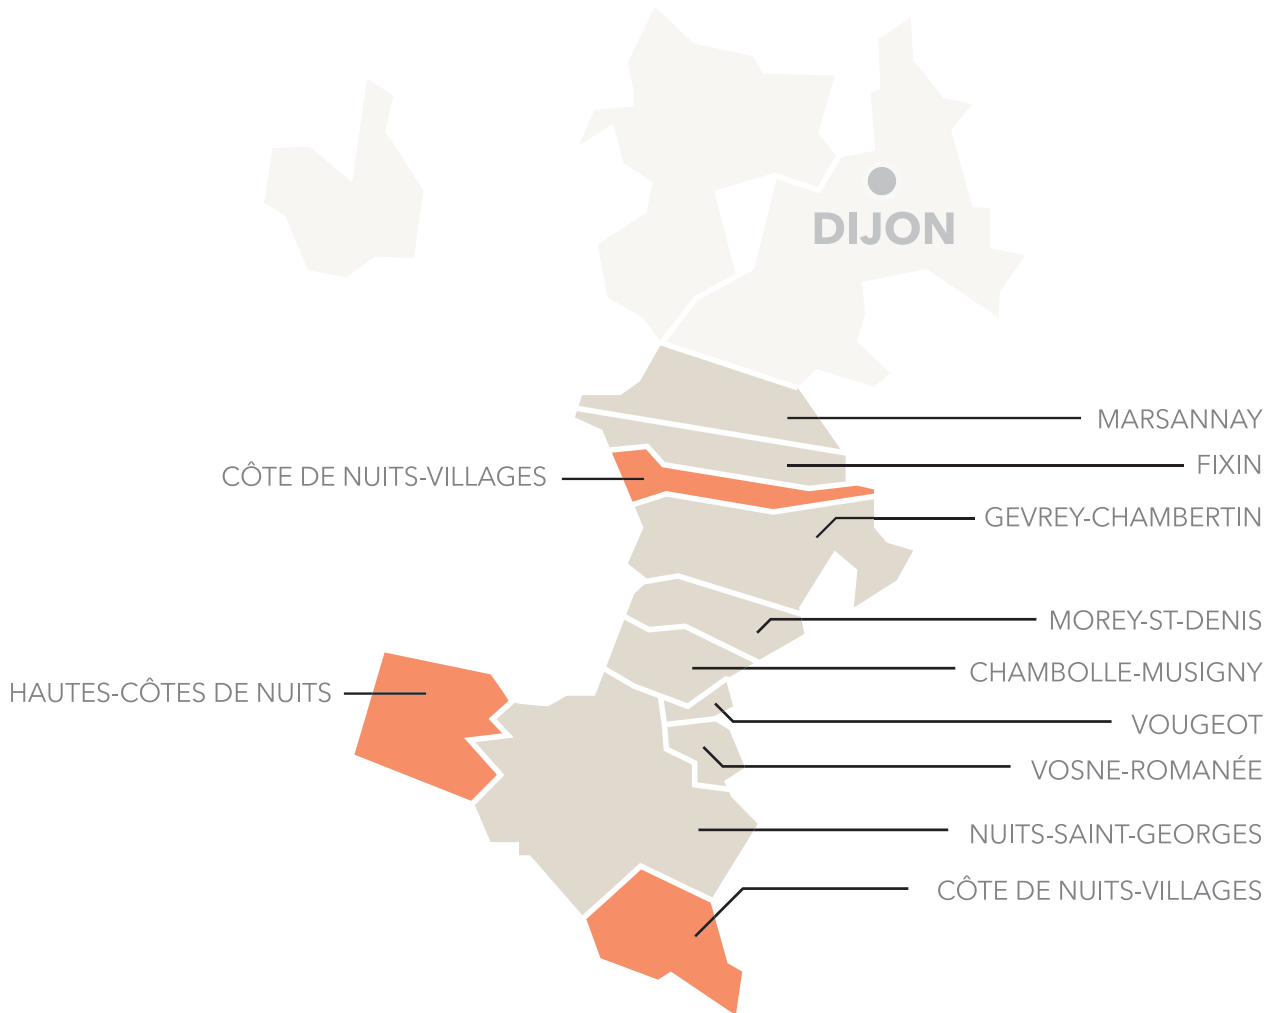 DIJON
MARSANNAY
FIXIN
CÔTE DE NUITS-VILLAGES
GEVREY-CHAMBERTIN
MOREY-ST-DENIS
CHAMBOLLE-MUSIGNY
HAUTES-CÔTES DE NUITS
VOUGEOT
VOSNE-ROMANÉE
NUITS-SAINT-GEORGES
CÔTE DE NUITS-VILLAGES